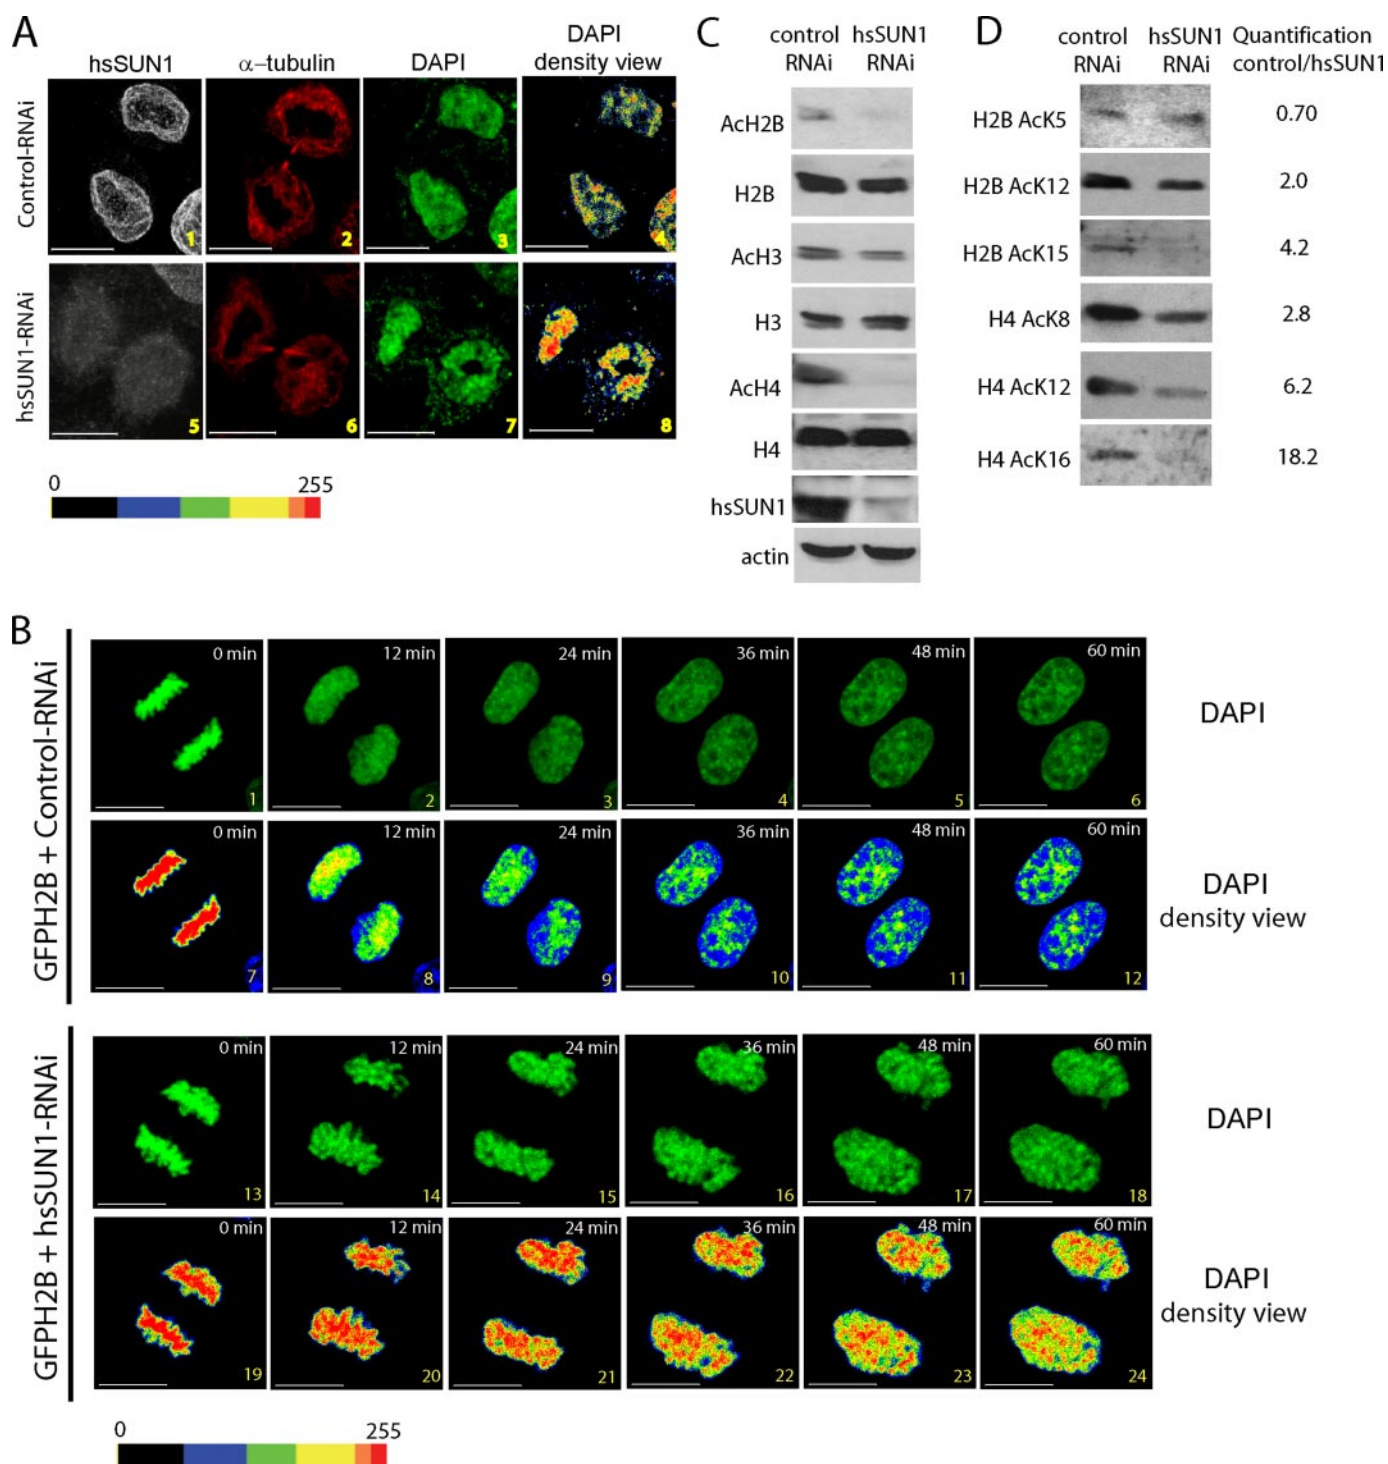 A
hsSUN1
α–tubulin
DAPI
DAPI
density view
Control-RNAi
1
2
3
4
hsSUN1-RNAi
5
6
7
8
0
255
C
control
RNAi
hsSUN1
RNAi
AcH2B
H2B
AcH3
H3
AcH4
H4
hsSUN1
actin
D
control
RNAi
hsSUN1
RNAi
Quantification
control/hsSUN1
H2B AcK5
0.70
H2B AcK12
2.0
H2B AcK15
4.2
H4 AcK8
2.8
H4 AcK12
6.2
H4 AcK16
18.2
B
GFPH2B + Control-RNAi
0 min
12 min
24 min
36 min
48 min
60 min
1
2
3
4
5
6
DAPI
0 min
12 min
24 min
36 min
48 min
60 min
7
8
9
10
11
12
DAPI
density view
GFPH2B + hsSUN1-RNAi
0 min
12 min
24 min
36 min
48 min
60 min
13
14
15
16
17
18
DAPI
0 min
12 min
24 min
36 min
48 min
60 min
19
20
21
22
23
24
DAPI
density view
0
255